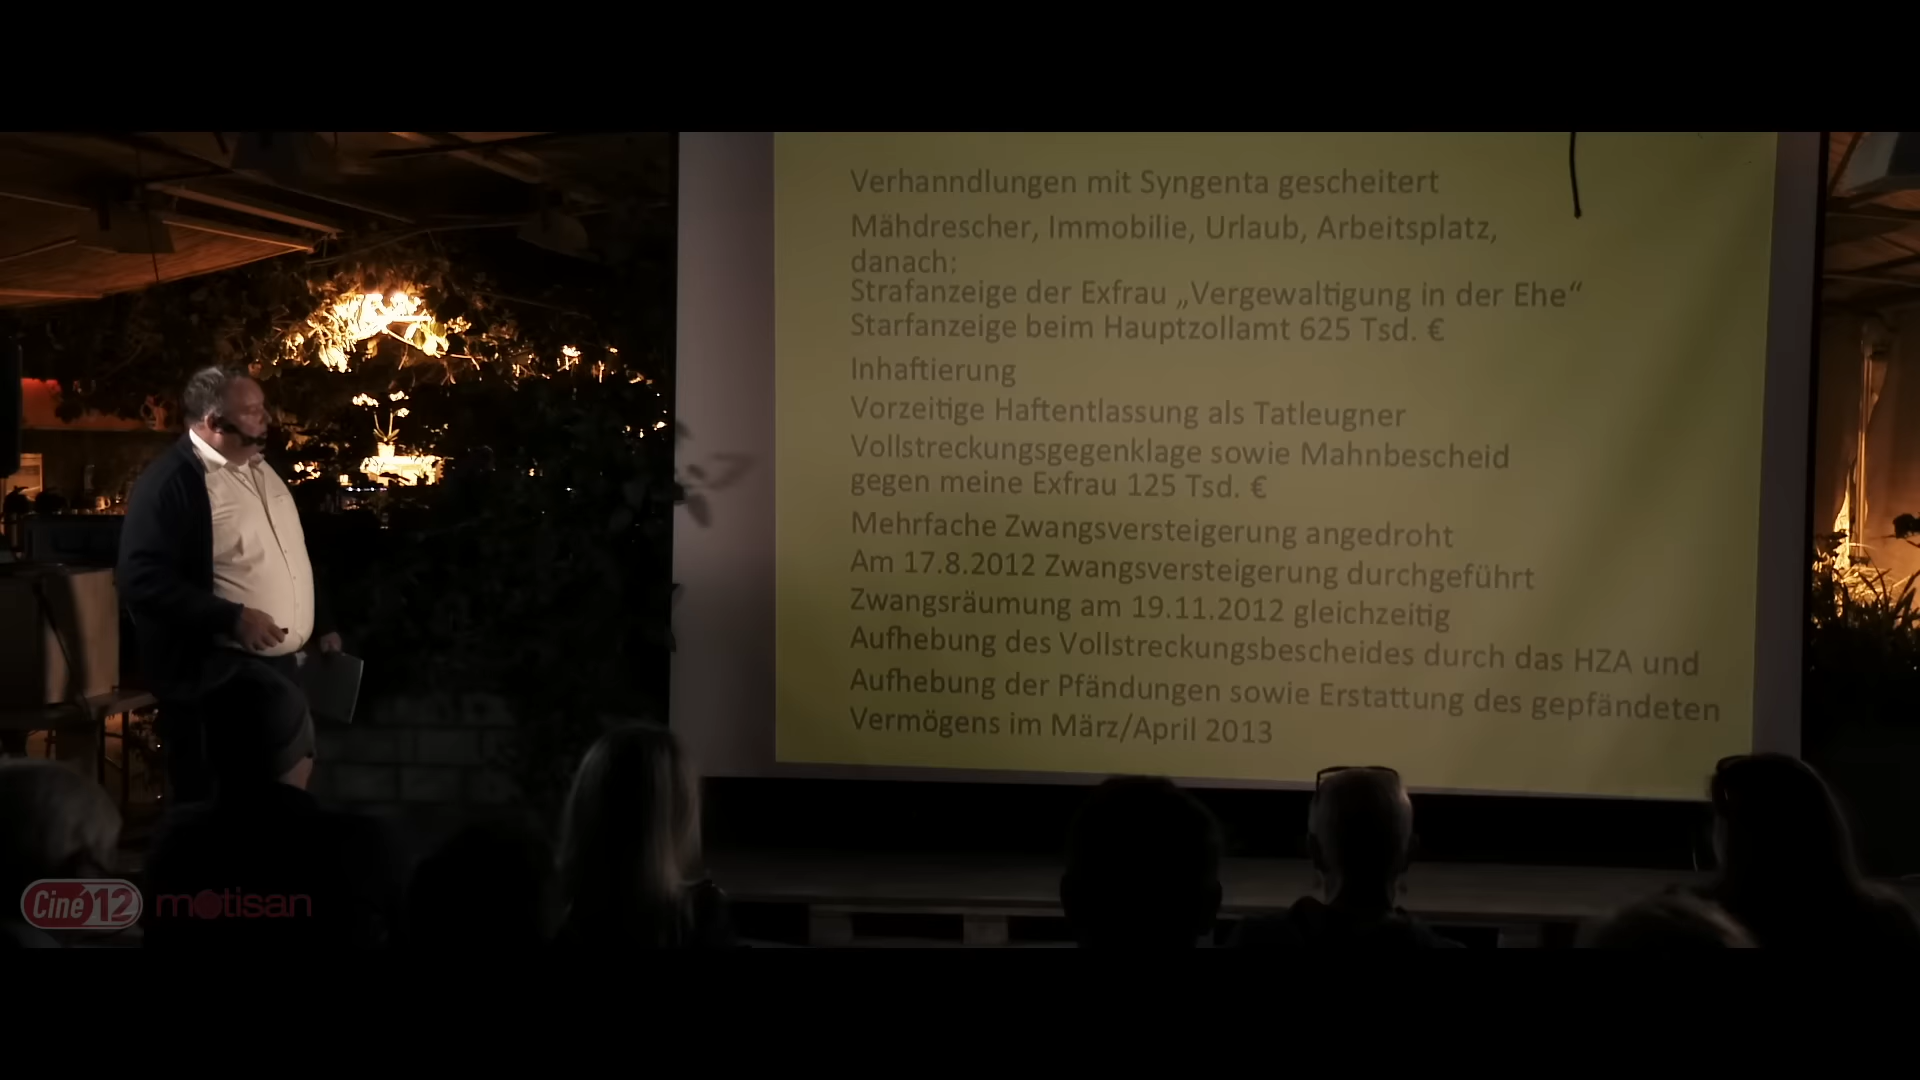 Verhanndlungen mit Syngenta gescheitert
Mähdrescher, Immobilie, Urlaub, Arbeitsplatz,
danach:
Strafanzeige der Exfrau „Vergewaltigung in der Ehe“
Starfanzeige beim Hauptzollamt 625 Tsd. €
Inhaftierung
Vorzeitige Haftentlassung als Tatleugner
Vollstreckungsgegenklage sowie Mahnbescheid
gegen meine Exfrau 125 Tsd. €
Mehrfache Zwangsversteigerung angedroht
Am 17.8.2012 Zwangsversteigerung durchgeführt
Zwangsräumung am 19.11.2012 gleichzeitig
Aufhebung des Vollstreckungsbescheides durch das HZA und
Aufhebung der Pfändungen sowie Erstattung des gepfändeten
Vermögens im März/April 2013
Ciné12 motisan